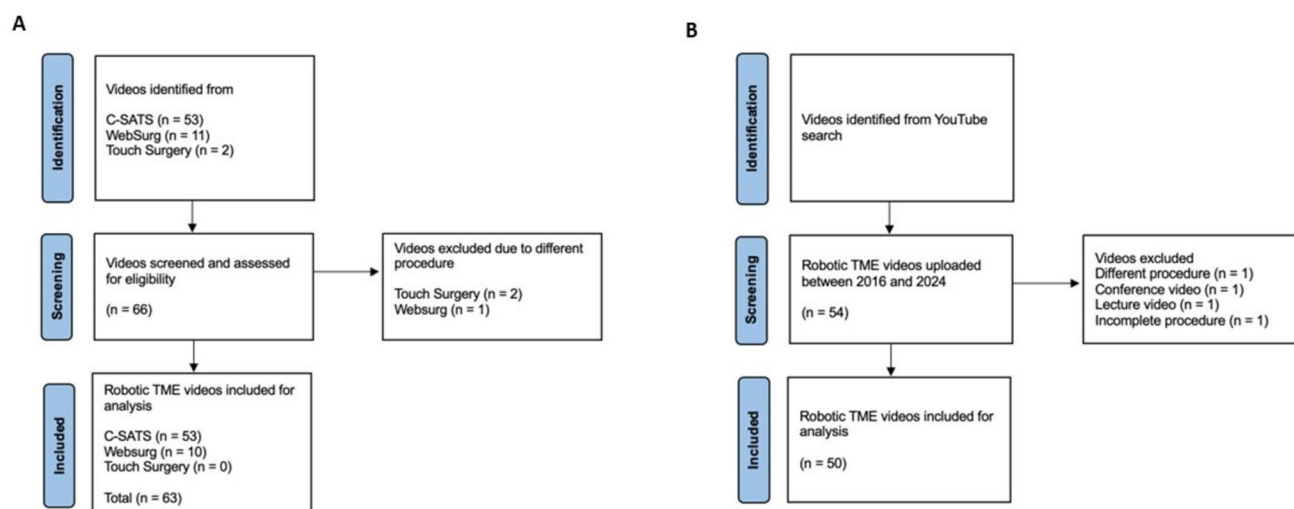 A
Identification
Videos identified from
C-SATS (n = 53)
WebSurg (n = 11)
Touch Surgery (n = 2)
Screening
Videos screened and assessed
for eligibility
(n = 66)
Videos excluded due to different
procedure
Touch Surgery (n = 2)
Websurg (n = 1)
Included
Robotic TME videos included for
analysis
C-SATS (n = 53)
Websurg (n = 10)
Touch Surgery (n = 0)
Total (n = 63)
B
Identification
Videos identified from YouTube
search
Screening
Robotic TME videos uploaded
between 2016 and 2024
(n = 54)
Videos excluded
Different procedure (n = 1)
Conference video (n = 1)
Lecture video (n = 1)
Incomplete procedure (n = 1)
Included
Robotic TME videos included for
analysis
(n = 50)